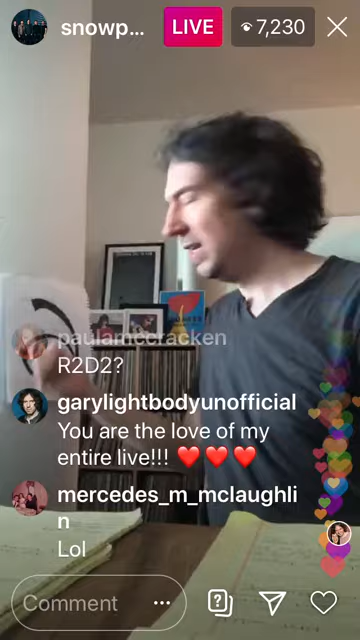 snowp...
LIVE
7,230
paulamccracken
R2D2?
garylightbodyunofficial
You are the love of my
entire live!!! ❤️❤️❤️
mercedes_m_mclaughli
n
Lol
Comment